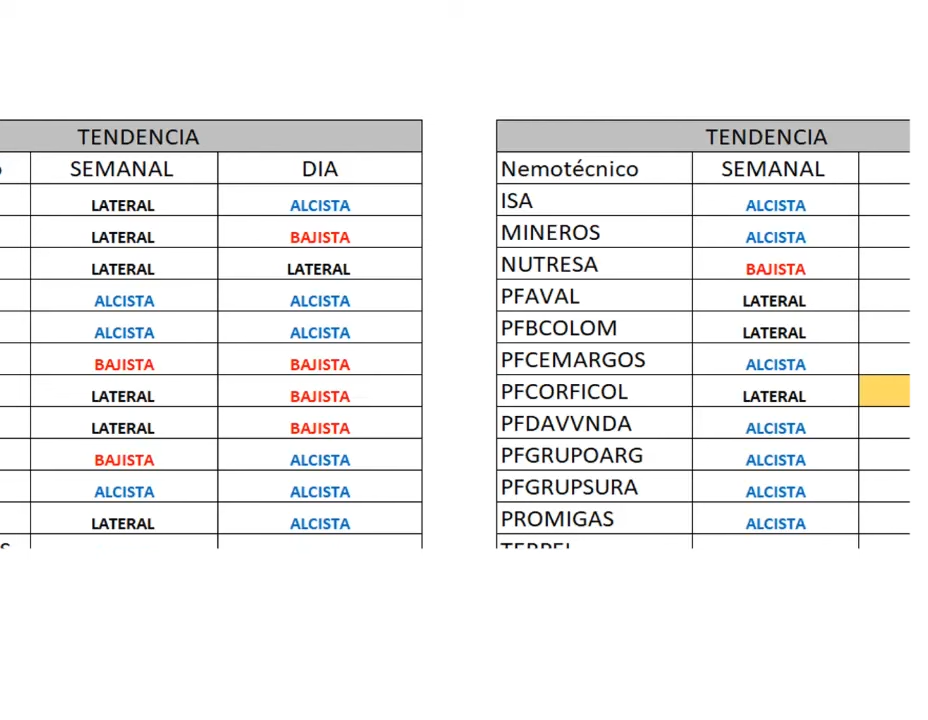 TENDENCIA
SEMANAL DIA
LATERAL ALCISTA
LATERAL BAJISTA
LATERAL LATERAL
ALCISTA ALCISTA
ALCISTA ALCISTA
BAJISTA BAJISTA
LATERAL BAJISTA
LATERAL BAJISTA
BAJISTA ALCISTA
ALCISTA ALCISTA
LATERAL ALCISTA
TENDENCIA
Nemotécnico SEMANAL
ISA ALCISTA
MINEROS ALCISTA
NUTRESA BAJISTA
PFAVAL LATERAL
PFBCOLOM LATERAL
PFCEMARGOS ALCISTA
PFCORFICOL LATERAL
PFDAVVNDA ALCISTA
PFGRUPOARG ALCISTA
PFGRUPSURA ALCISTA
PROMIGAS ALCISTA